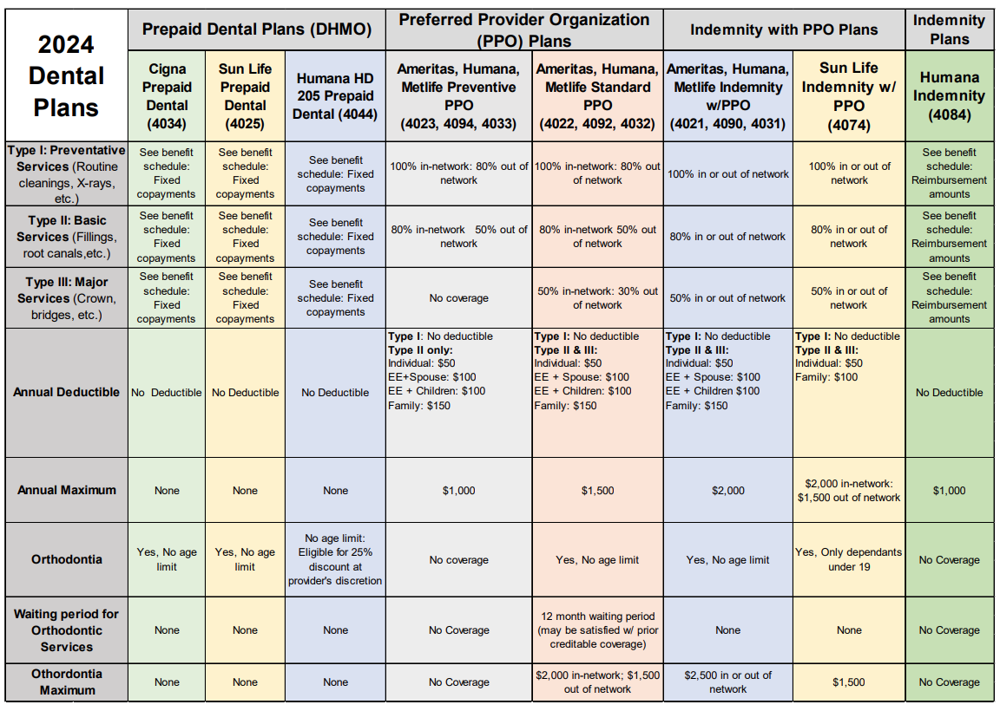 2024
Dental
Plans
Prepaid Dental Plans (DHMO)
Preferred Provider Organization
(PPO) Plans
Indemnity with PPO Plans
Indemnity
Plans
Cigna
Prepaid
Dental
(4034)
Sun Life
Prepaid
Dental
(4025)
Humana HD
205 Prepaid
Dental (4044)
Ameritas, Humana,
Metlife Preventive
PPO
(4023, 4094, 4033)
Ameritas, Humana,
Metlife Standard
PPO
(4022, 4092, 4032)
Ameritas, Humana,
Metlife Indemnity
w/PPO
(4021, 4090, 4031)
Sun Life
Indemnity w/
PPO
(4074)
Humana
Indemnity
(4084)
Type I: Preventative
Services (Routine
cleanings, X-rays,
etc.)
See benefit
schedule:
Fixed
copayments
See benefit
schedule:
Fixed
copayments
See benefit
schedule: Fixed
copayments
100% in-network: 80% out of
network
100% in-network: 80% out
of network
100% in or out of network
100% in or out of
network
See benefit
schedule:
Reimbursement
amounts
Type II: Basic
Services (Fillings,
root canals,etc.)
See benefit
schedule:
Fixed
copayments
See benefit
schedule:
Fixed
copayments
See benefit
schedule: Fixed
copayments
80% in-network 50% out of
network
80% in-network 50% out
of network
80% in or out of network
80% in or out of
network
See benefit
schedule:
Reimbursement
amounts
Type III: Major
Services (Crown,
bridges, etc.)
See benefit
schedule:
Fixed
copayments
See benefit
schedule:
Fixed
copayments
See benefit
schedule: Fixed
copayments
No coverage
50% in-network: 30% out
of network
50% in or out of network
50% in or out of
network
See benefit
schedule:
Reimbursement
amounts
Annual Deductible
No Deductible
No Deductible
No Deductible
Type I: No deductible
Type II only:
Individual: $50
EE+Spouse: $100
EE + Children: $100
Family: $150
Type I: No deductible
Type II & III:
Individual: $50
EE + Spouse: $100
EE + Children: $100
Family: $150
Type I: No deductible
Type II & III:
Individual: $50
EE + Spouse: $100
EE + Children $100
Family: $150
Type I: No deductible
Type II & III:
Individual: $50
Family: $100
No Deductible
Annual Maximum
None
None
None
$1,000
$1,500
$2,000
$2,000 in-network:
$1,500 out of network
$1,000
Orthodontia
Yes, No age
limit
Yes, No age
limit
No age limit:
Eligible for 25%
discount at
provider's discretion
No coverage
Yes, No age limit
Yes, No age limit
Yes, Only dependants
under 19
No Coverage
Waiting period for
Orthodontic
Services
None
None
None
No Coverage
12 month waiting period
(may be satisfied w/ prior
creditable coverage)
None
None
No Coverage
Othordontia
Maximum
None
None
None
No Coverage
$2,000 in-network; $1,500
out of network
$2,500 in or out of
network
$1,500
No Coverage